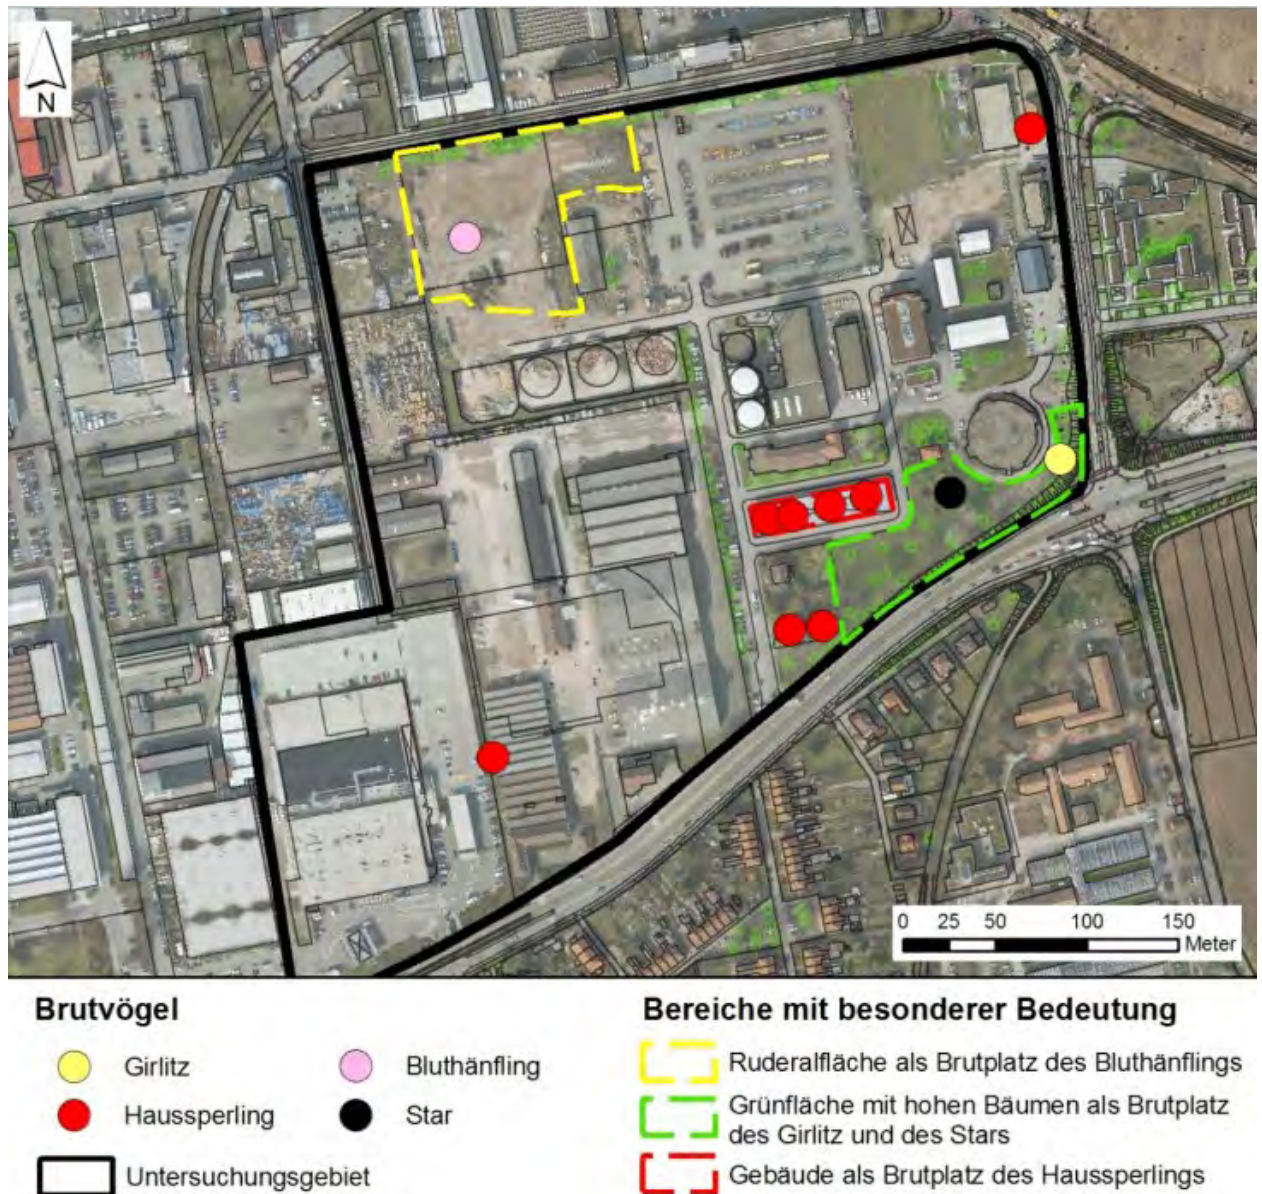 N
0 25 50 100 150
Meter
Brutvögel
Girlitz
Bluthänfling
Haussperling
Star
Untersuchungsgebiet
Bereiche mit besonderer Bedeutung
Ruderalfläche als Brutplatz des Bluthänflings
Grünfläche mit hohen Bäumen als Brutplatz
des Girlitz und des Stars
Gebäude als Brutplatz des Haussperlings